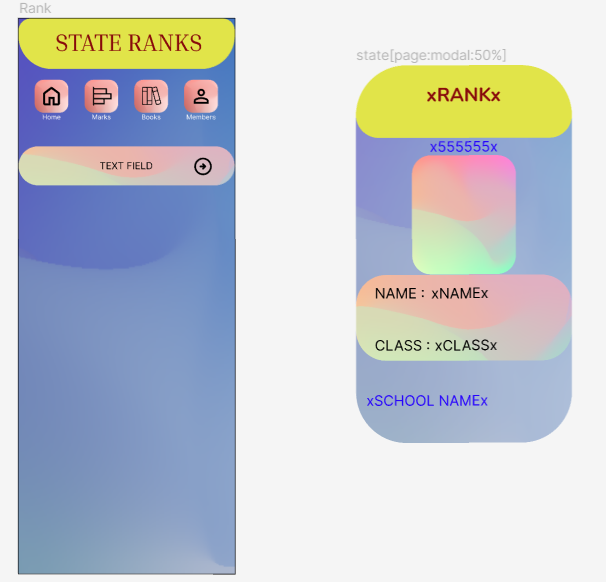 Rank
STATE RANKS
Home Marks Books Members
TEXT FIELD
state[page:modal:50%]
xRANKx
x555555x
NAME : xNAMEx
CLASS : xCLASSx
xSCHOOL NAMEx